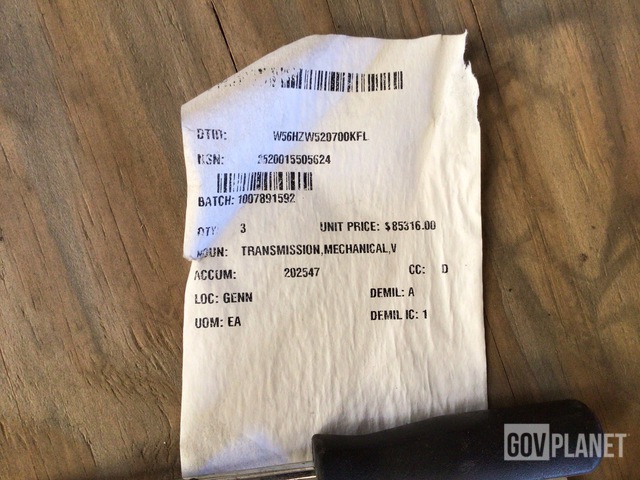 DTID: W56HZW520700KFL
NSN: 2520015505624
BATCH: 1007891592
QTY 3 UNIT PRICE: $85316.00
NOUN: TRANSMISSION,MECHANICAL,V
ACCUM: 202547 CC: D
LOC: GENN DEMIL: A
UOM: EA DEMIL IC: 1
GOVPLANET